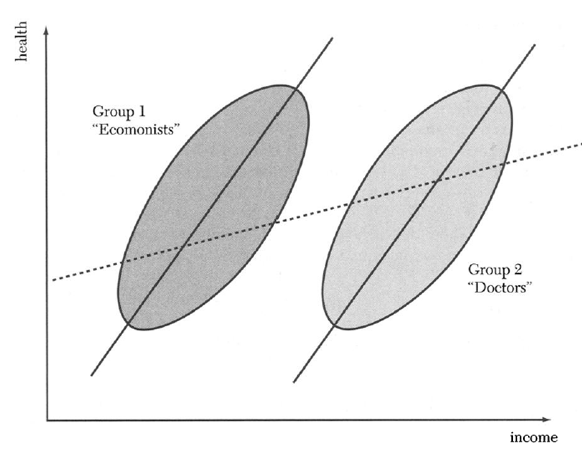 health
Group 1
"Ecomonists"
Group 2
"Doctors"
income